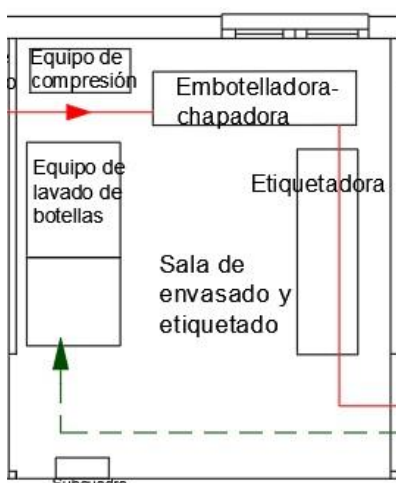 Equipo de
compresión
Embotelladora-
chapadora
Equipo de
lavado de
botellas
Etiquetadora
Sala de
envasado y
etiquetado